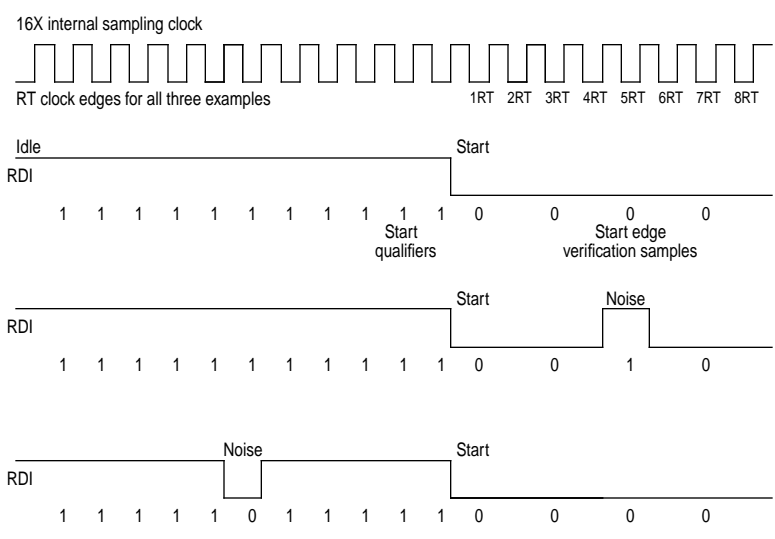 16X internal sampling clock
RT clock edges for all three examples
1RT 2RT 3RT 4RT 5RT 6RT 7RT 8RT
Idle
Start
RDI
1 1 1 1 1 1 1 1 1 1 1 0 0 0 0
Start
qualifiers
Start edge
verification samples
Start
Noise
RDI
1 1 1 1 1 1 1 1 1 1 1 0 0 1 0
Noise
Start
RDI
1 1 1 1 1 0 1 1 1 1 1 0 0 0 0